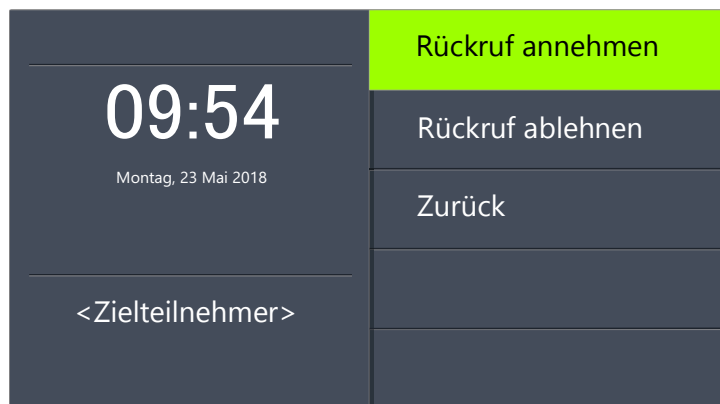 09:54
Montag, 23 Mai 2018
<Zielteilnehmer>
Rückruf annehmen
Rückruf ablehnen
Zurück